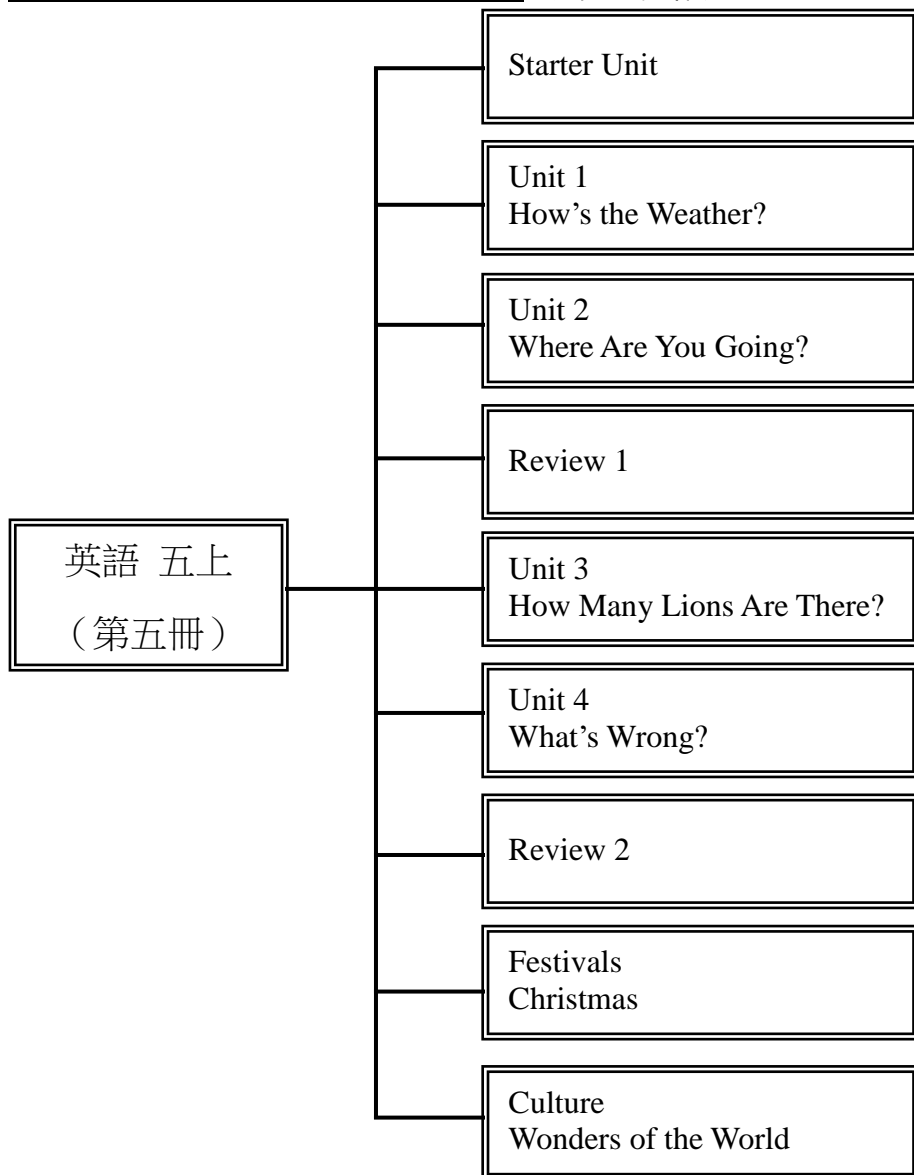 Starter Unit
Unit 1
How’s the Weather?
Unit 2
Where Are You Going?
Review 1
英語 五上
（第五冊）
Unit 3
How Many Lions Are There?
Unit 4
What’s Wrong?
Review 2
Festivals
Christmas
Culture
Wonders of the World